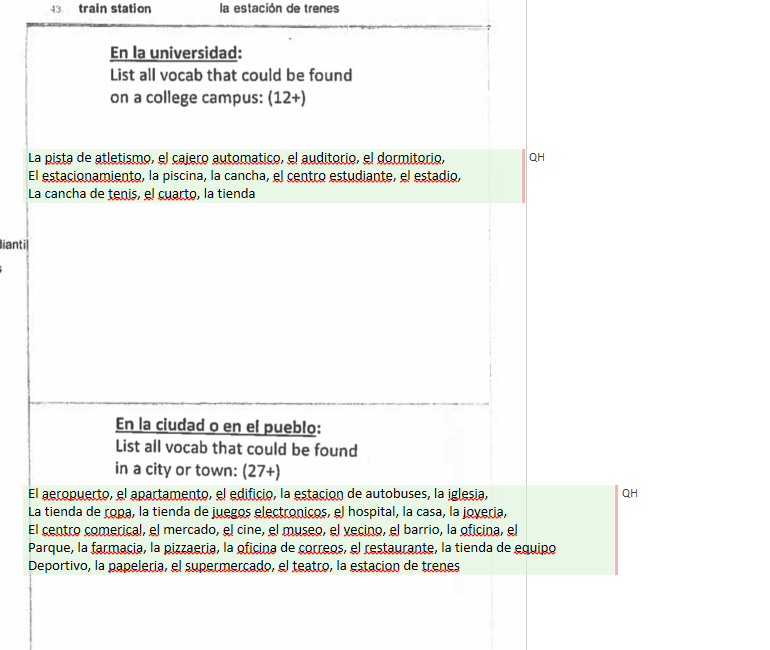 43. train station la estación de trenes
En la universidad:
List all vocab that could be found
on a college campus: (12+)
La pista de atletismo, el cajero automatico, el auditorio, el dormitorio,
QH
El estacionamiento, la piscina, la cancha, el centro estudiante, el estadio,
La cancha de tenis, el cuarto, la tienda
diantil
s
En la ciudad o en el pueblo:
List all vocab that could be found
in a city or town: (27+)
El aeropuerto, el apartamento, el edificio, la estacion de autobuses, la iglesia,
QH
La tienda de ropa, la tienda de juegos electronicos, el hospital, la casa, la joyeria,
El centro comerical, el mercado, el cine, el museo, el vecino, el barrio, la oficina, el
Parque, la farmacia, la pizzaeria, la oficina de correos, el restaurante, la tienda de equipo
Deportivo, la papeleria, el supermercado, el teatro, la estacion de trenes